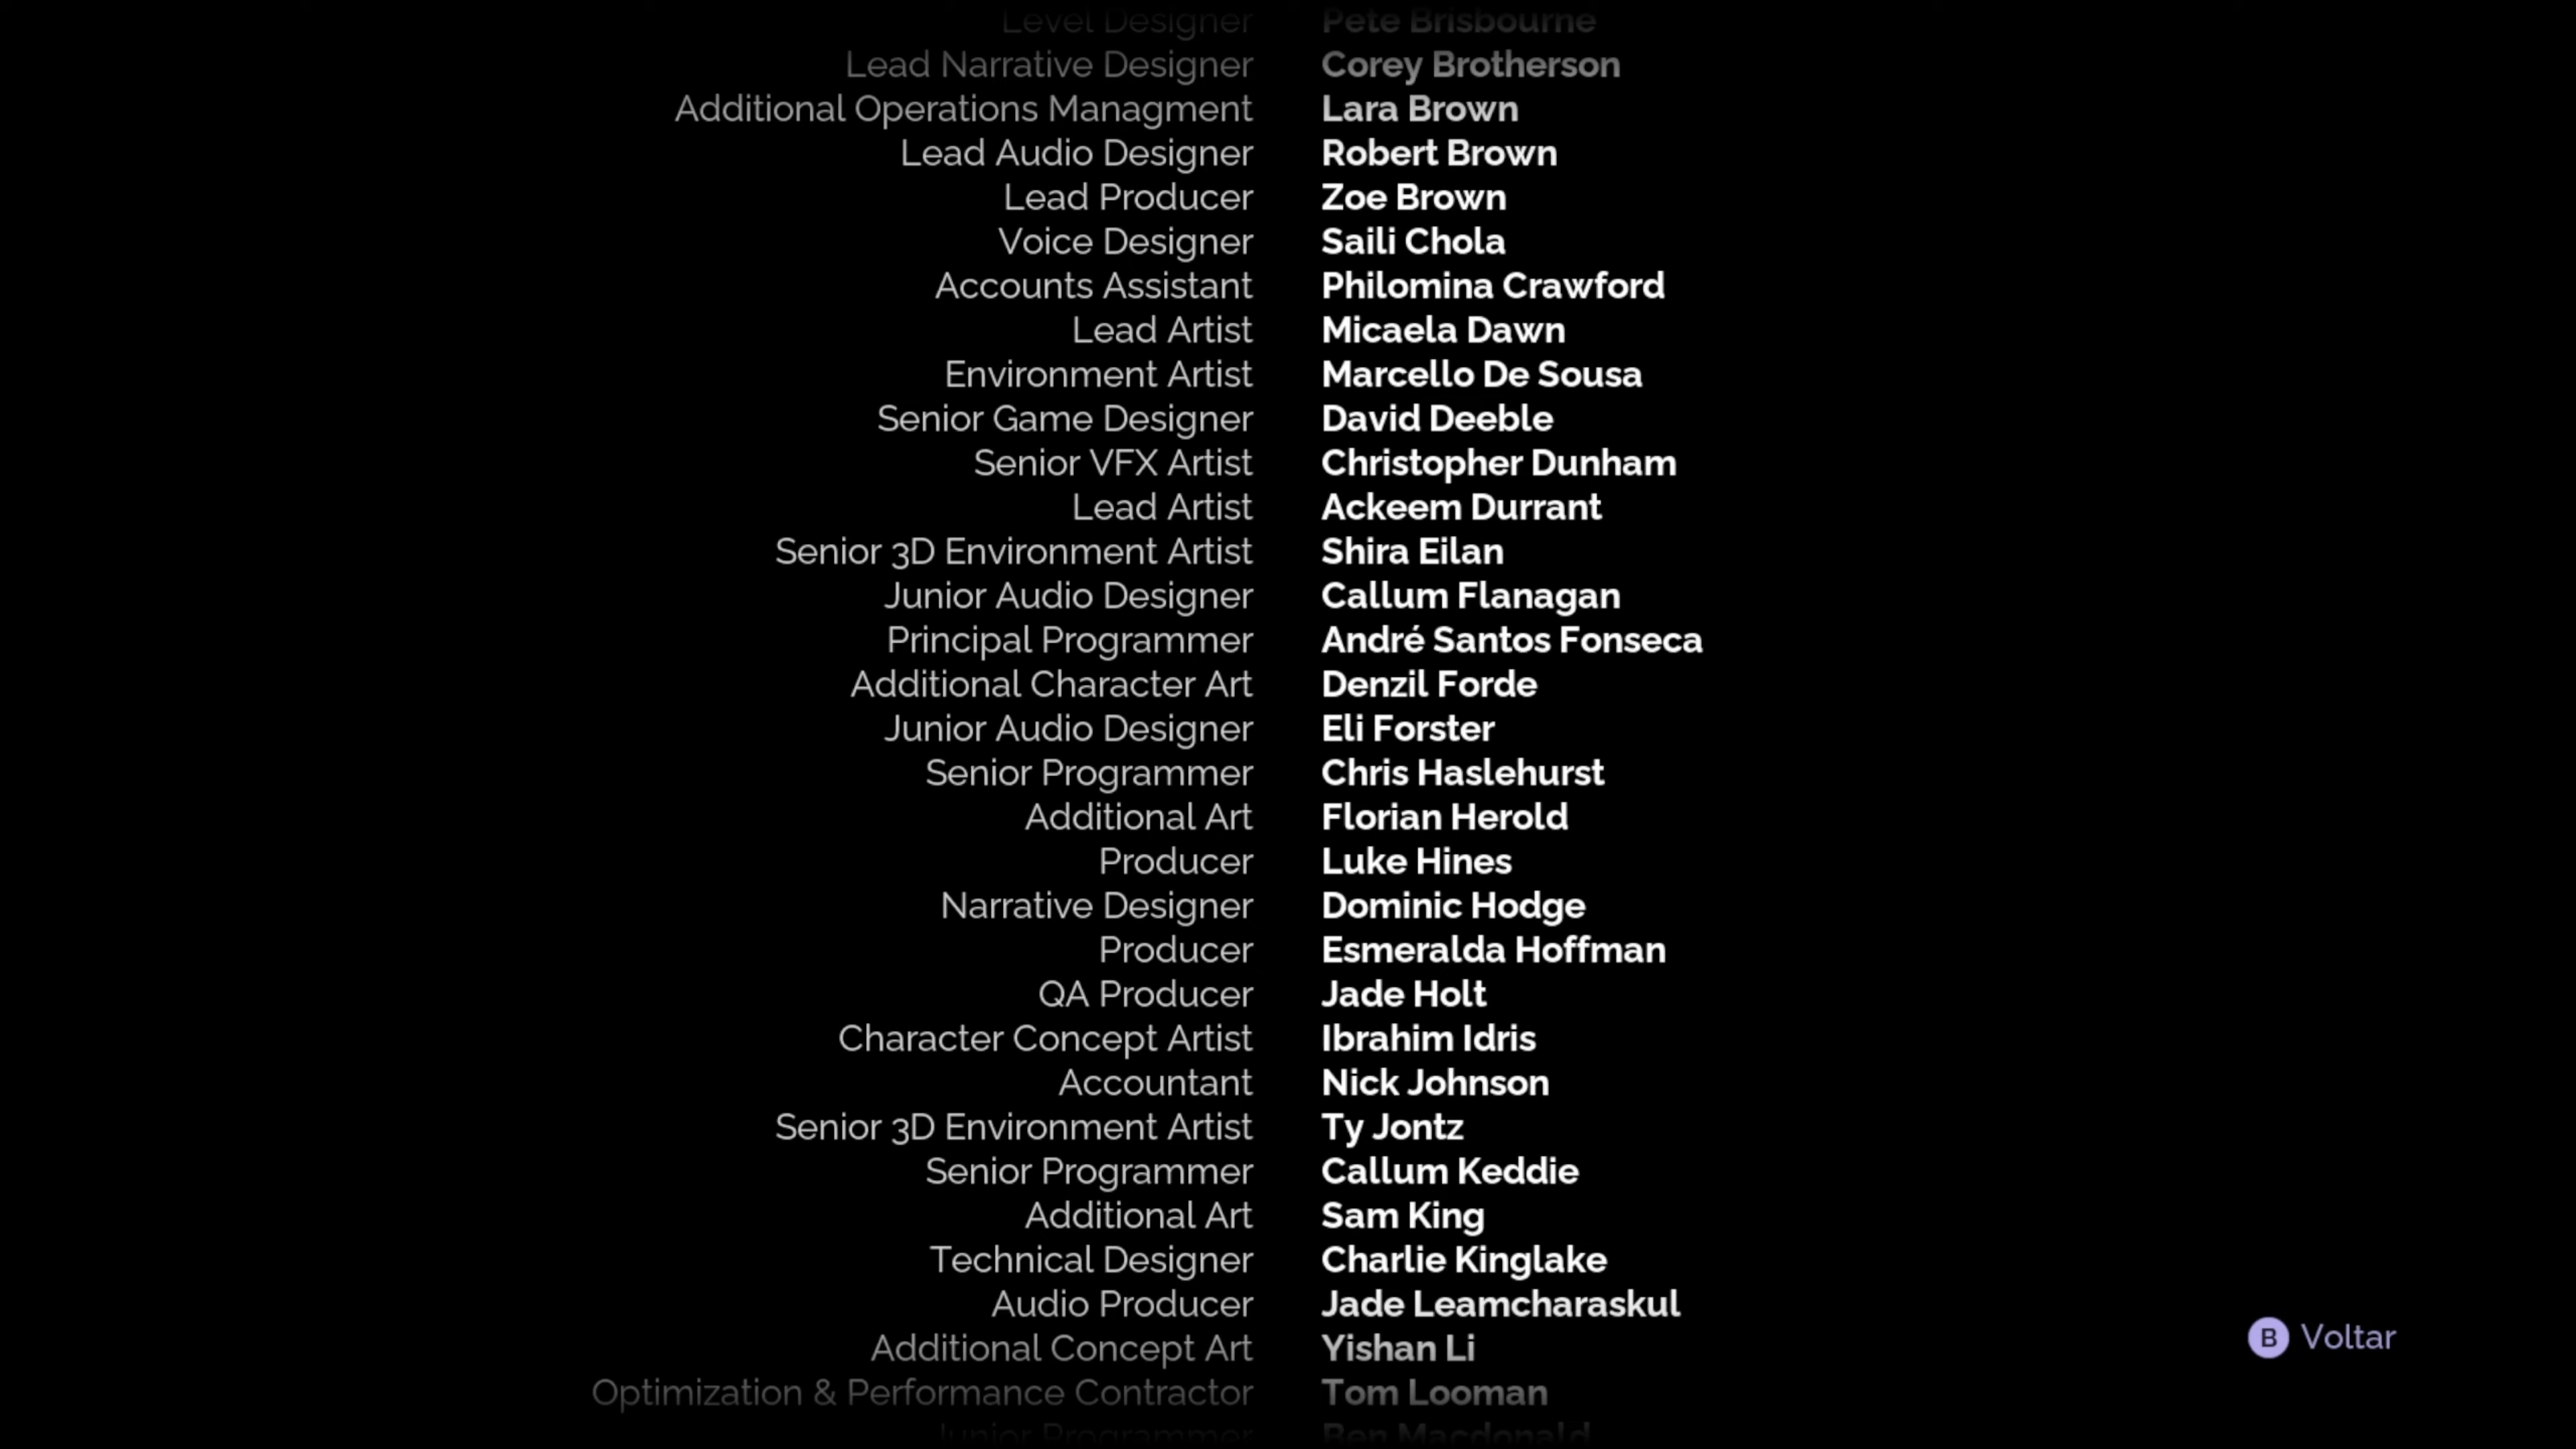 Level Designer Pete Brisbourne
Lead Narrative Designer Corey Brotherson
Additional Operations Managment Lara Brown
Lead Audio Designer Robert Brown
Lead Producer Zoe Brown
Voice Designer Saili Chola
Accounts Assistant Philomina Crawford
Lead Artist Micaela Dawn
Environment Artist Marcello De Sousa
Senior Game Designer David Deeble
Senior VFX Artist Christopher Dunham
Lead Artist Ackeem Durrant
Senior 3D Environment Artist Shira Eilan
Junior Audio Designer Callum Flanagan
Principal Programmer André Santos Fonseca
Additional Character Art Denzil Forde
Junior Audio Designer Eli Forster
Senior Programmer Chris Haslehurst
Additional Art Florian Herold
Producer Luke Hines
Narrative Designer Dominic Hodge
Producer Esmeralda Hoffman
QA Producer Jade Holt
Character Concept Artist Ibrahim Idris
Accountant Nick Johnson
Senior 3D Environment Artist Ty Jontz
Senior Programmer Callum Keddie
Additional Art Sam King
Technical Designer Charlie Kinglake
Audio Producer Jade Leamcharaskul
Additional Concept Art Yishan Li
B Voltar
Optimization & Performance Contractor Tom Looman
Junior Programmer Ben Macdonald